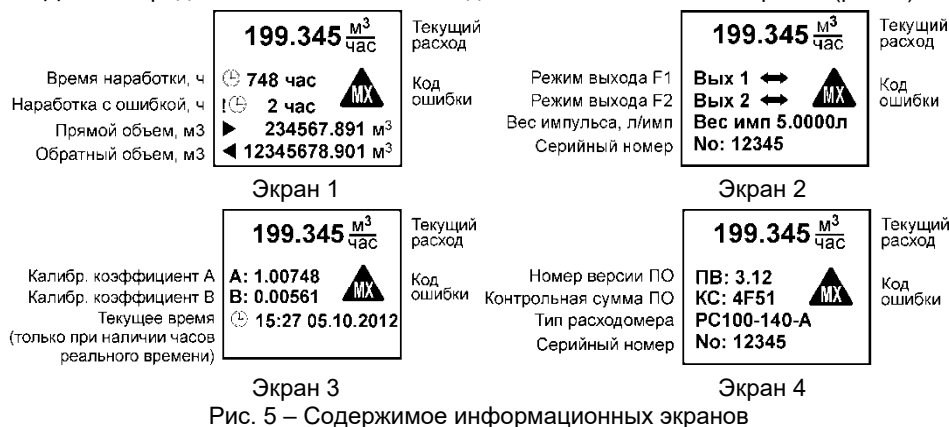 199.345 м³/час
Текущий расход
Время наработки, ч
748 час
Код ошибки
MX
Наработка с ошибкой, ч
! 2 час
Прямой объем, м3
► 234567.891 м³
Обратный объем, м3
◄ 12345678.901 м³
Экран 1
199.345 м³/час
Текущий расход
Режим выхода F1
Вых 1 ⬌
Код ошибки
MX
Режим выхода F2
Вых 2 ⬌
Вес импульса, л/имп
Вес имп 5.0000л
Серийный номер
No: 12345
Экран 2
199.345 м³/час
Текущий расход
Калибр. коэффициент А
A: 1.00748
Код ошибки
MX
Калибр. коэффициент В
B: 0.00561
Текущее время
15:27 05.10.2012
(только при наличии часов
реального времени)
Экран 3
199.345 м³/час
Текущий расход
Номер версии ПО
ПВ: 3.12
Код ошибки
MX
Контрольная сумма ПО
КС: 4F51
Тип расходомера
РС100-140-А
Серийный номер
No: 12345
Экран 4
Рис. 5 – Содержимое информационных экранов